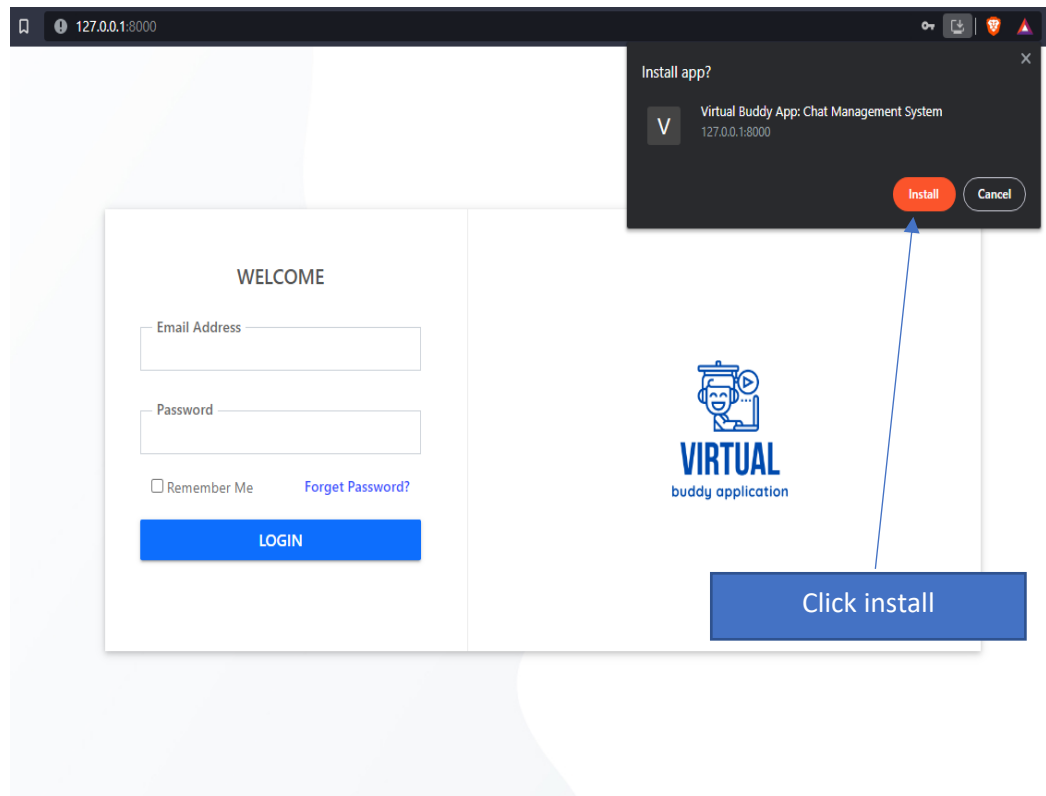 127.0.0.1:8000
Install app?
V
Virtual Buddy App: Chat Management System
127.0.0.1:8000
Install
Cancel
WELCOME
Email Address
Password
Remember Me
Forget Password?
LOGIN
VIRTUAL
buddy application
Click install